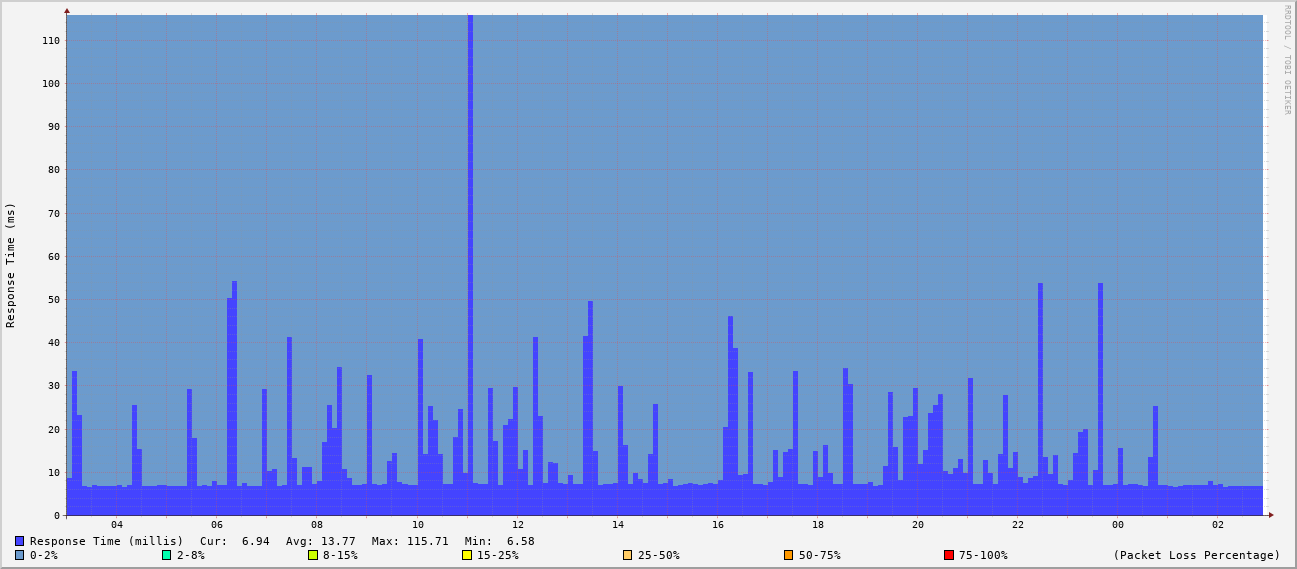 RRDTOOL / TOBI OETIKER
Response Time (ms)
110
100
90
80
70
60
50
40
30
20
10
0
04 06 08 10 12 14 16 18 20 22 00 02
Response Time (millis) Cur: 6.94 Avg: 13.77 Max: 115.71 Min: 6.58
0-2% 2-8% 8-15% 15-25% 25-50% 50-75% 75-100% (Packet Loss Percentage)